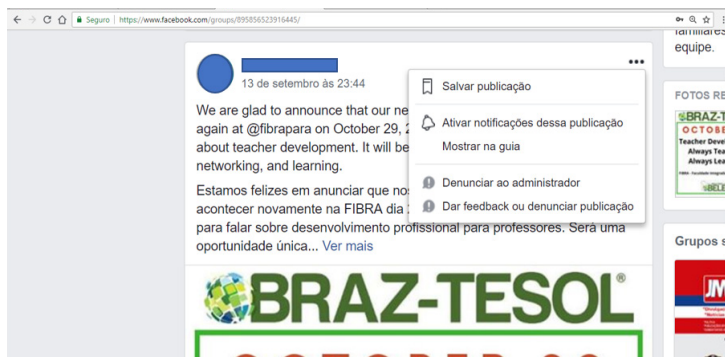 Seguro | https://www.facebook.com/groups/895856523916445/
familiares
equipe.
13 de setembro às 23:44
Salvar publicação
Ativar notificações dessa publicação
Mostrar na guia
Denunciar ao administrador
Dar feedback ou denunciar publicação
We are glad to announce that our
again at @fibrapara on October 29,
about teacher development. It will be
networking, and learning.
Estamos felizes em anunciar que
acontecer novamente na FIBRA dia
para falar sobre desenvolvimento profissional para professores. Será uma
oportunidade única... Ver mais
BRAZ-TESOL
FOTOS RE
BRAZ-T
OCTOBE
Teacher Deve
Always Tea
Always Lea
BELE
Grupos s
JM